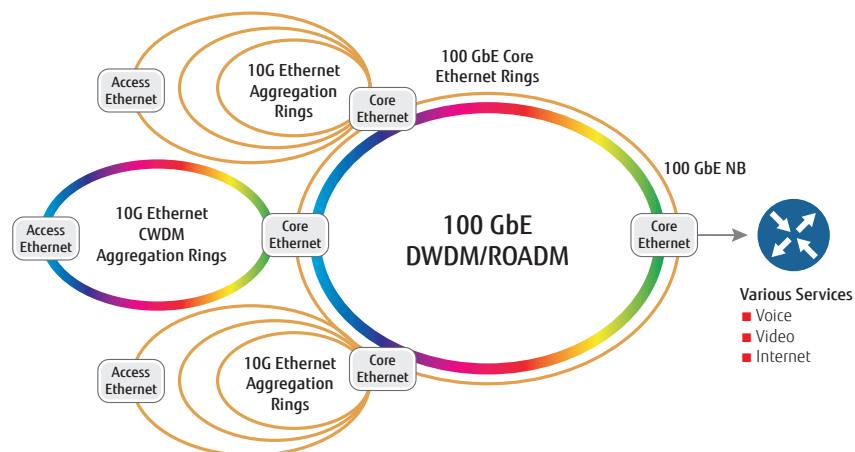 100 GbE Core
Ethernet Rings
10G Ethernet
Aggregation
Rings
Access
Ethernet
Core
Ethernet
100 GbE NB
10G Ethernet
CWDM
Aggregation Rings
Access
Ethernet
Core
Ethernet
100 GbE
DWDM/ROADM
Core
Ethernet
Various Services
Voice
Video
Internet
10G Ethernet
Aggregation
Rings
Access
Ethernet
Core
Ethernet